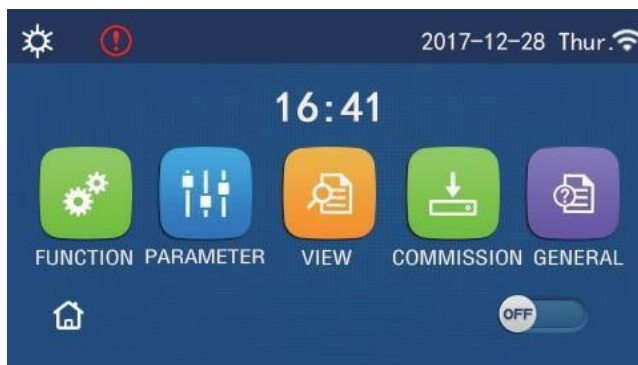 2017-12-28 Thur.
16:41
FUNCTION PARAMETER VIEW COMMISSION GENERAL
OFF